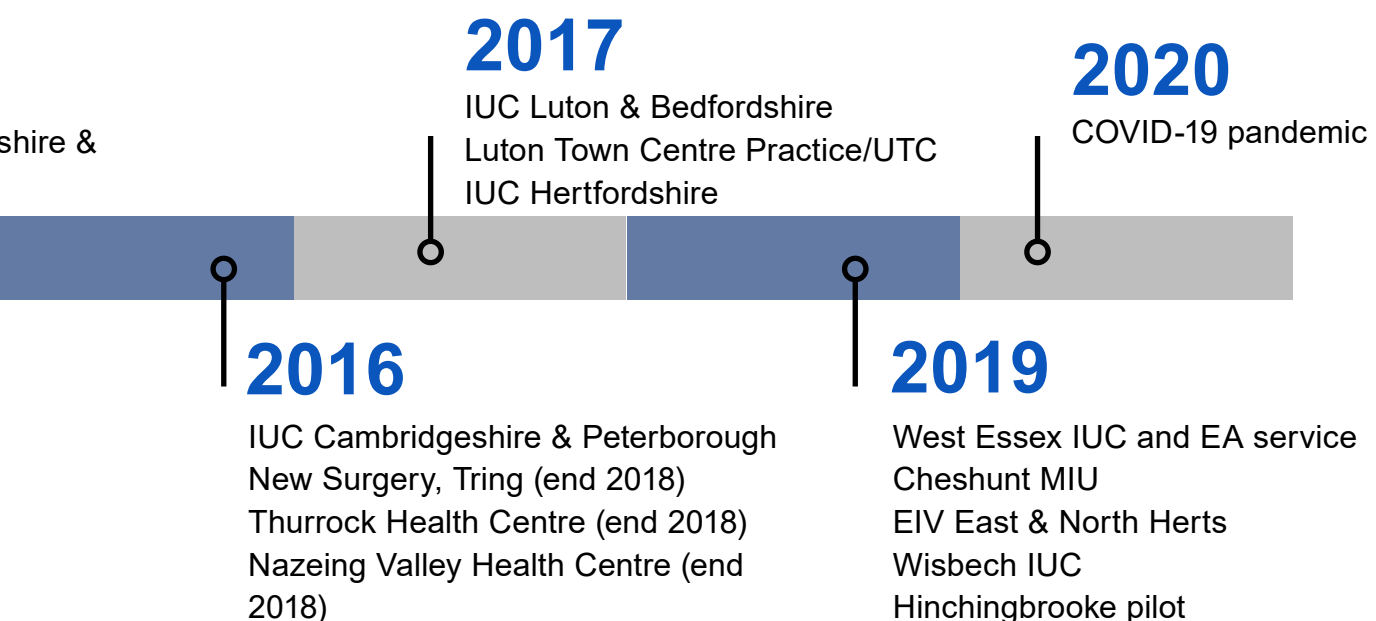 shire &
2017
IUC Luton & Bedfordshire
Luton Town Centre Practice/UTC
IUC Hertfordshire
2020
COVID-19 pandemic
2016
IUC Cambridgeshire & Peterborough
New Surgery, Tring (end 2018)
Thurrock Health Centre (end 2018)
Nazeing Valley Health Centre (end
2018)
2019
West Essex IUC and EA service
Cheshunt MIU
EIV East & North Herts
Wisbech IUC
Hinchingbrooke pilot